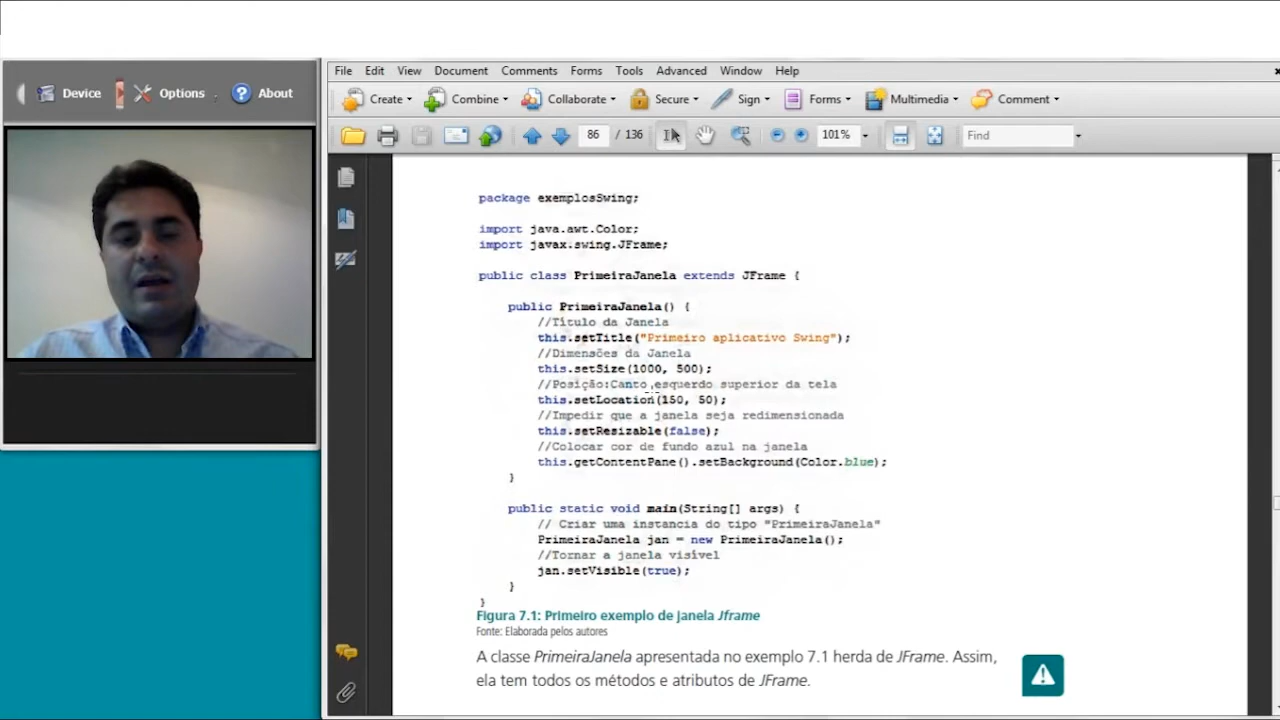 Device
Options
About
File Edit View Document Comments Forms Tools Advanced Window Help
Create Combine Collaborate Secure Sign Forms Multimedia Comment
86 / 136 101% Find
package exemplosSwing;
import java.awt.Color;
import javax.swing.JFrame;
public class PrimeiraJanela extends JFrame {
public PrimeiraJanela() {
//Título da Janela
this.setTitle("Primeiro aplicativo Swing");
//Dimensões da Janela
this.setSize(1000, 500);
//Posição:Canto esquerdo superior da tela
this.setLocation(150, 50);
//Impedir que a janela seja redimensionada
this.setResizable(false);
//Colocar cor de fundo azul na janela
this.getContentPane().setBackground(Color.blue);
}
public static void main(String[] args) {
// Criar uma instancia do tipo "PrimeiraJanela"
PrimeiraJanela jan = new PrimeiraJanela();
//Tornar a janela visível
jan.setVisible(true);
}
}
Figura 7.1: Primeiro exemplo de janela Jframe
Fonte: Elaborada pelos autores
A classe PrimeiraJanela apresentada no exemplo 7.1 herda de JFrame. Assim,
ela tem todos os métodos e atributos de JFrame.